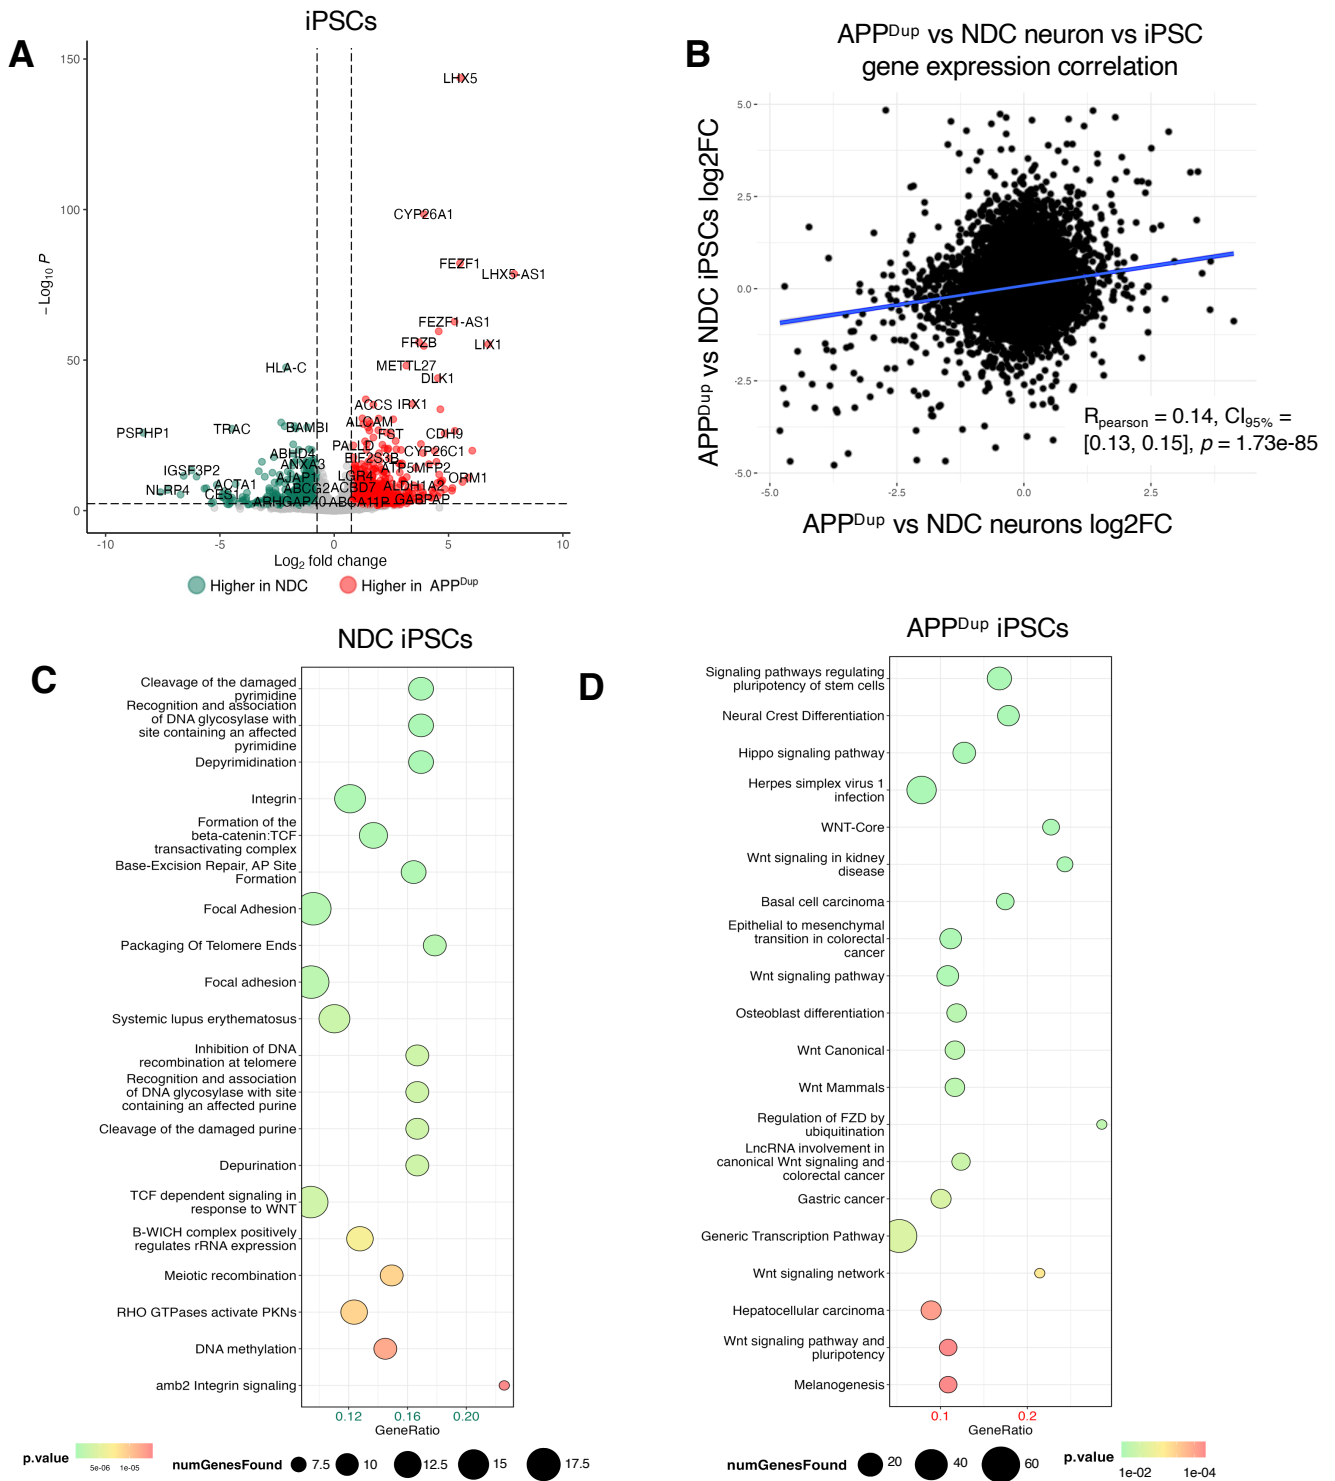 A
iPSCs
−Log10 P
150
100
50
0
LHX5
CYP26A1
FEZF1
LHX5-AS1
FEZF1-AS1
FRZB
LIX1
HLA-C
METTL27
DLK1
ACCS
IRX1
ALCAM
PSPHP1
TRAC
BAMBI
FST
CDH9
PALLD
ABHD4
EIF2S3B
CYP26C1
ANXA3
IGSF3P2
ATP5MFP2
AJAP1
LGR4
ORM1
NLRP4
ACTA1
CES1
ABCG2
ACBD7
ALDH1A2
ARHGAP40
ABCA11P
GABPAP
-10
-5
0
5
10
Log2 fold change
Higher in NDC
Higher in APPDup
B
APPDup vs NDC neuron vs iPSC
gene expression correlation
APPDup vs NDC iPSCs log2FC
5.0
2.5
0.0
-2.5
-5.0
Rpearson = 0.14, CI95% =
[0.13, 0.15], p = 1.73e-85
-5.0
-2.5
0.0
2.5
APPDup vs NDC neurons log2FC
C
NDC iPSCs
Cleavage of the damaged
pyrimidine
Recognition and association
of DNA glycosylase with
site containing an affected
pyrimidine
Depyrimidination
Integrin
Formation of the
beta-catenin:TCF
transactivating complex
Base-Excision Repair, AP Site
Formation
Focal Adhesion
Packaging Of Telomere Ends
Focal adhesion
Systemic lupus erythematosus
Inhibition of DNA
recombination at telomere
Recognition and association
of DNA glycosylase with site
containing an affected purine
Cleavage of the damaged purine
Depurination
TCF dependent signaling in
response to WNT
B-WICH complex positively
regulates rRNA expression
Meiotic recombination
RHO GTPases activate PKNs
DNA methylation
amb2 Integrin signaling
0.12
0.16
0.20
GeneRatio
p.value
5e-06
1e-05
numGenesFound
7.5
10
12.5
15
17.5
D
APPDup iPSCs
Signaling pathways regulating
pluripotency of stem cells
Neural Crest Differentiation
Hippo signaling pathway
Herpes simplex virus 1
infection
WNT-Core
Wnt signaling in kidney
disease
Basal cell carcinoma
Epithelial to mesenchymal
transition in colorectal
cancer
Wnt signaling pathway
Osteoblast differentiation
Wnt Canonical
Wnt Mammals
Regulation of FZD by
ubiquitination
LncRNA involvement in
canonical Wnt signaling and
colorectal cancer
Gastric cancer
Generic Transcription Pathway
Wnt signaling network
Hepatocellular carcinoma
Wnt signaling pathway and
pluripotency
Melanogenesis
0.1
0.2
GeneRatio
numGenesFound
20
40
60
p.value
1e-02
1e-04